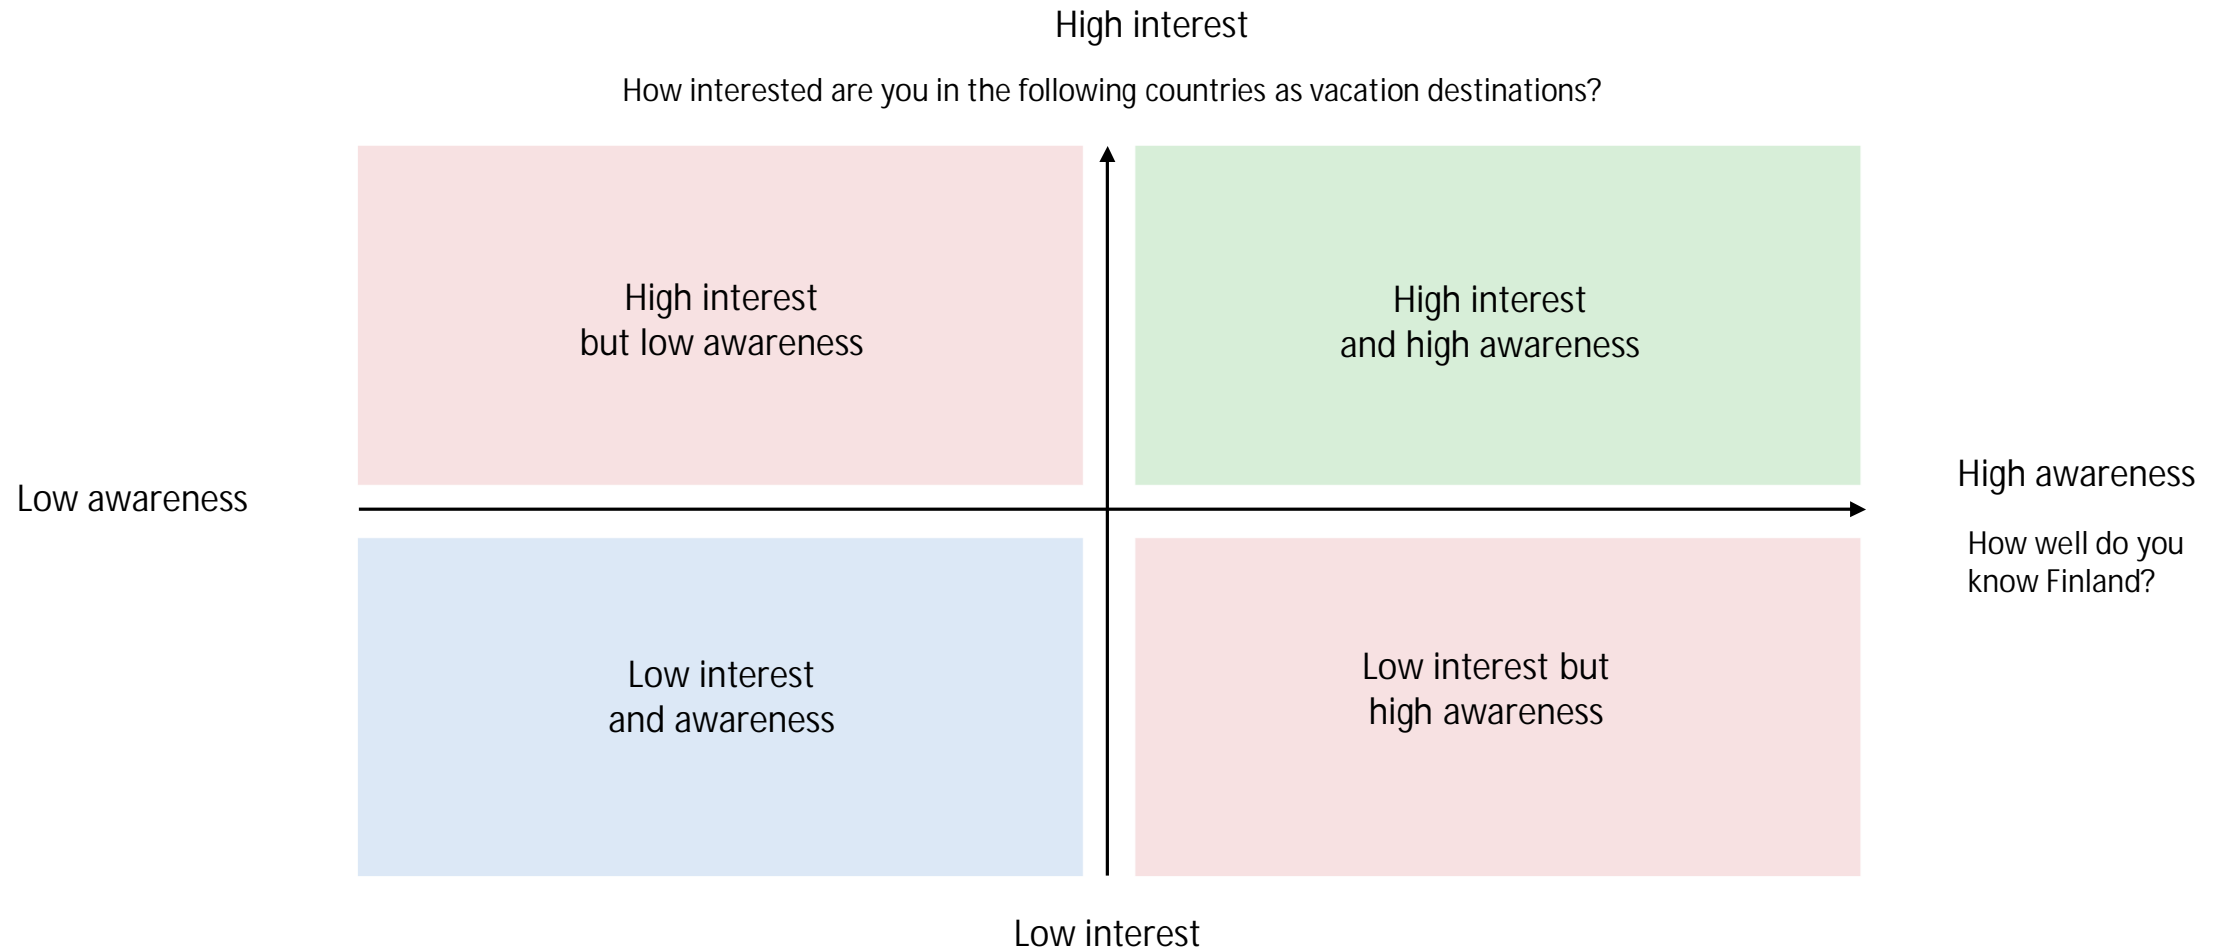 High interest
How interested are you in the following countries as vacation destinations?
High interest
but low awareness
High interest
and high awareness
Low awareness
High awareness
How well do you
know Finland?
Low interest
and awareness
Low interest but
high awareness
Low interest